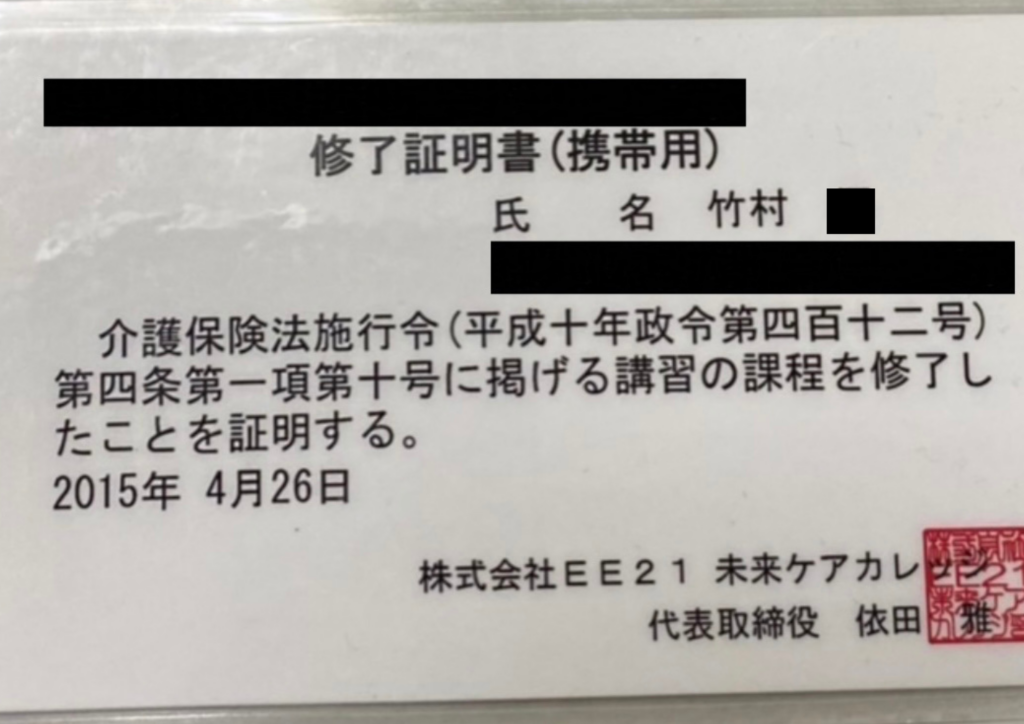 修了証明書(携帯用)
氏　　名　竹村
介護保険法施行令(平成十年政令第四百十二号)
第四条第一項第十号に掲げる講習の課程を修了し
たことを証明する。
2015年 4月26日
株式会社ＥＥ２１ 未来ケアカレッジ
代表取締役　依田　雅